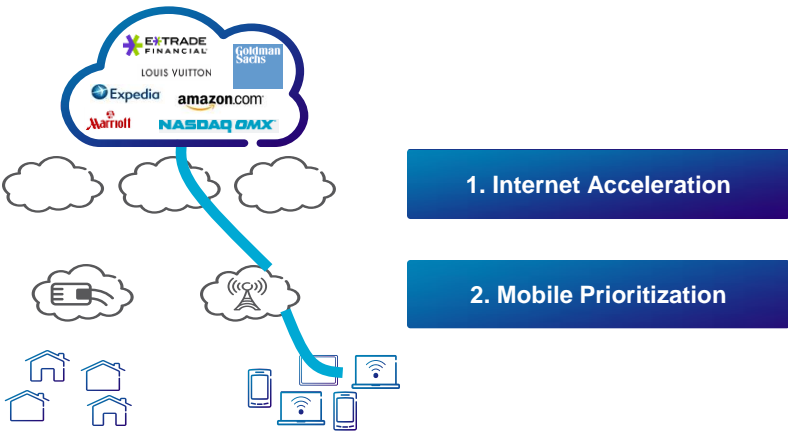 E*TRADE
FINANCIAL
Goldman
Sachs
LOUIS VUITTON
Expedia
amazon.com
Marriott
NASDAQ OMX
1. Internet Acceleration
2. Mobile Prioritization